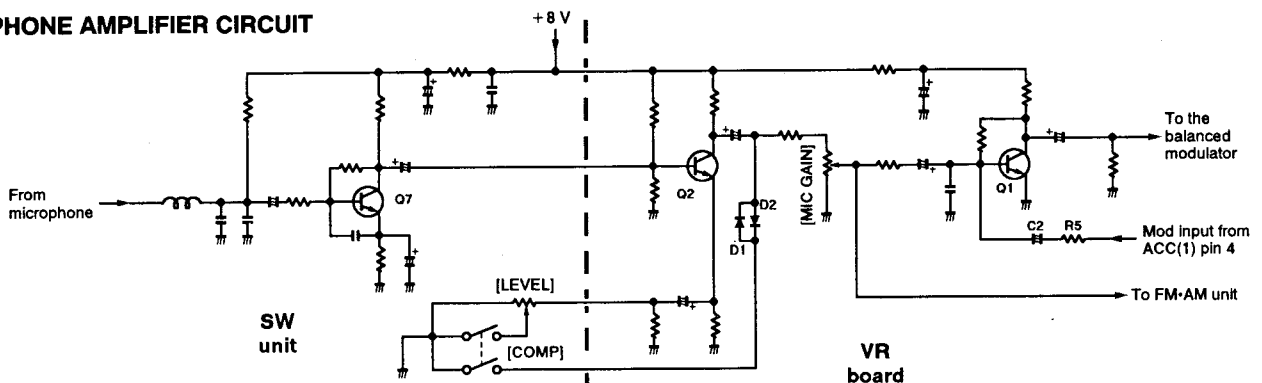 PHONE AMPLIFIER CIRCUIT
+8 V
From
microphone
Q7
Q2
[MIC GAIN]
D2
D1
Q1
To the
balanced
modulator
C2
R5
Mod input from
ACC(1) pin 4
To FM•AM unit
[LEVEL]
[COMP]
SW
unit
VR
board